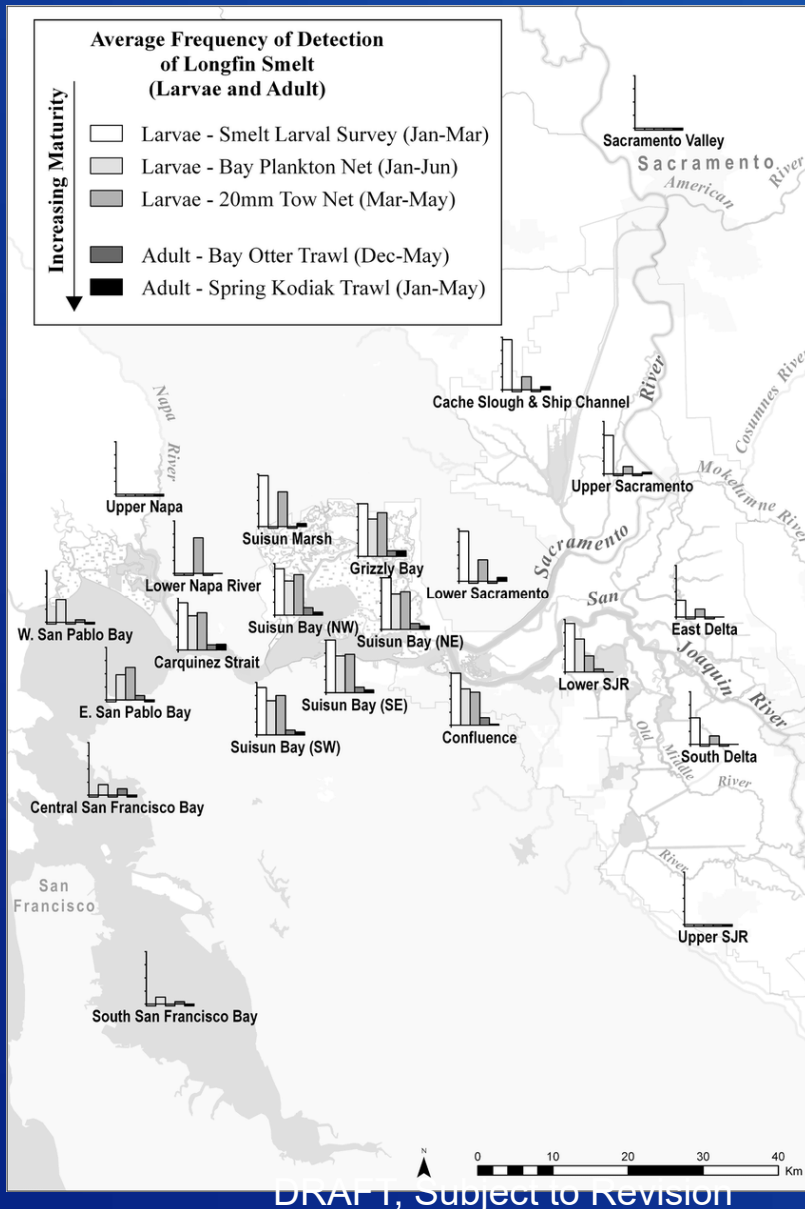 Average Frequency of Detection
of Longfin Smelt
(Larvae and Adult)
Increasing Maturity
Larvae - Smelt Larval Survey (Jan-Mar)
Larvae - Bay Plankton Net (Jan-Jun)
Larvae - 20mm Tow Net (Mar-May)
Adult - Bay Otter Trawl (Dec-May)
Adult - Spring Kodiak Trawl (Jan-May)
Sacramento Valley
Sacramento
American
River
Cache Slough & Ship Channel
River
Cosumnes River
Napa
River
Upper Napa
Upper Sacramento
Mokelumne River
Suisun Marsh
Grizzly Bay
Sacramento
Lower Napa River
Lower Sacramento
San
W. San Pablo Bay
Suisun Bay (NW)
Suisun Bay (NE)
East Delta
Carquinez Strait
Joaquin
River
Lower SJR
E. San Pablo Bay
Suisun Bay (SE)
Suisun Bay (SW)
Confluence
Old
Middle
River
South Delta
Central San Francisco Bay
River
San
Francisco
Upper SJR
South San Francisco Bay
N
0 10 20 30 40
Km
DRAFT, Subject to Revision